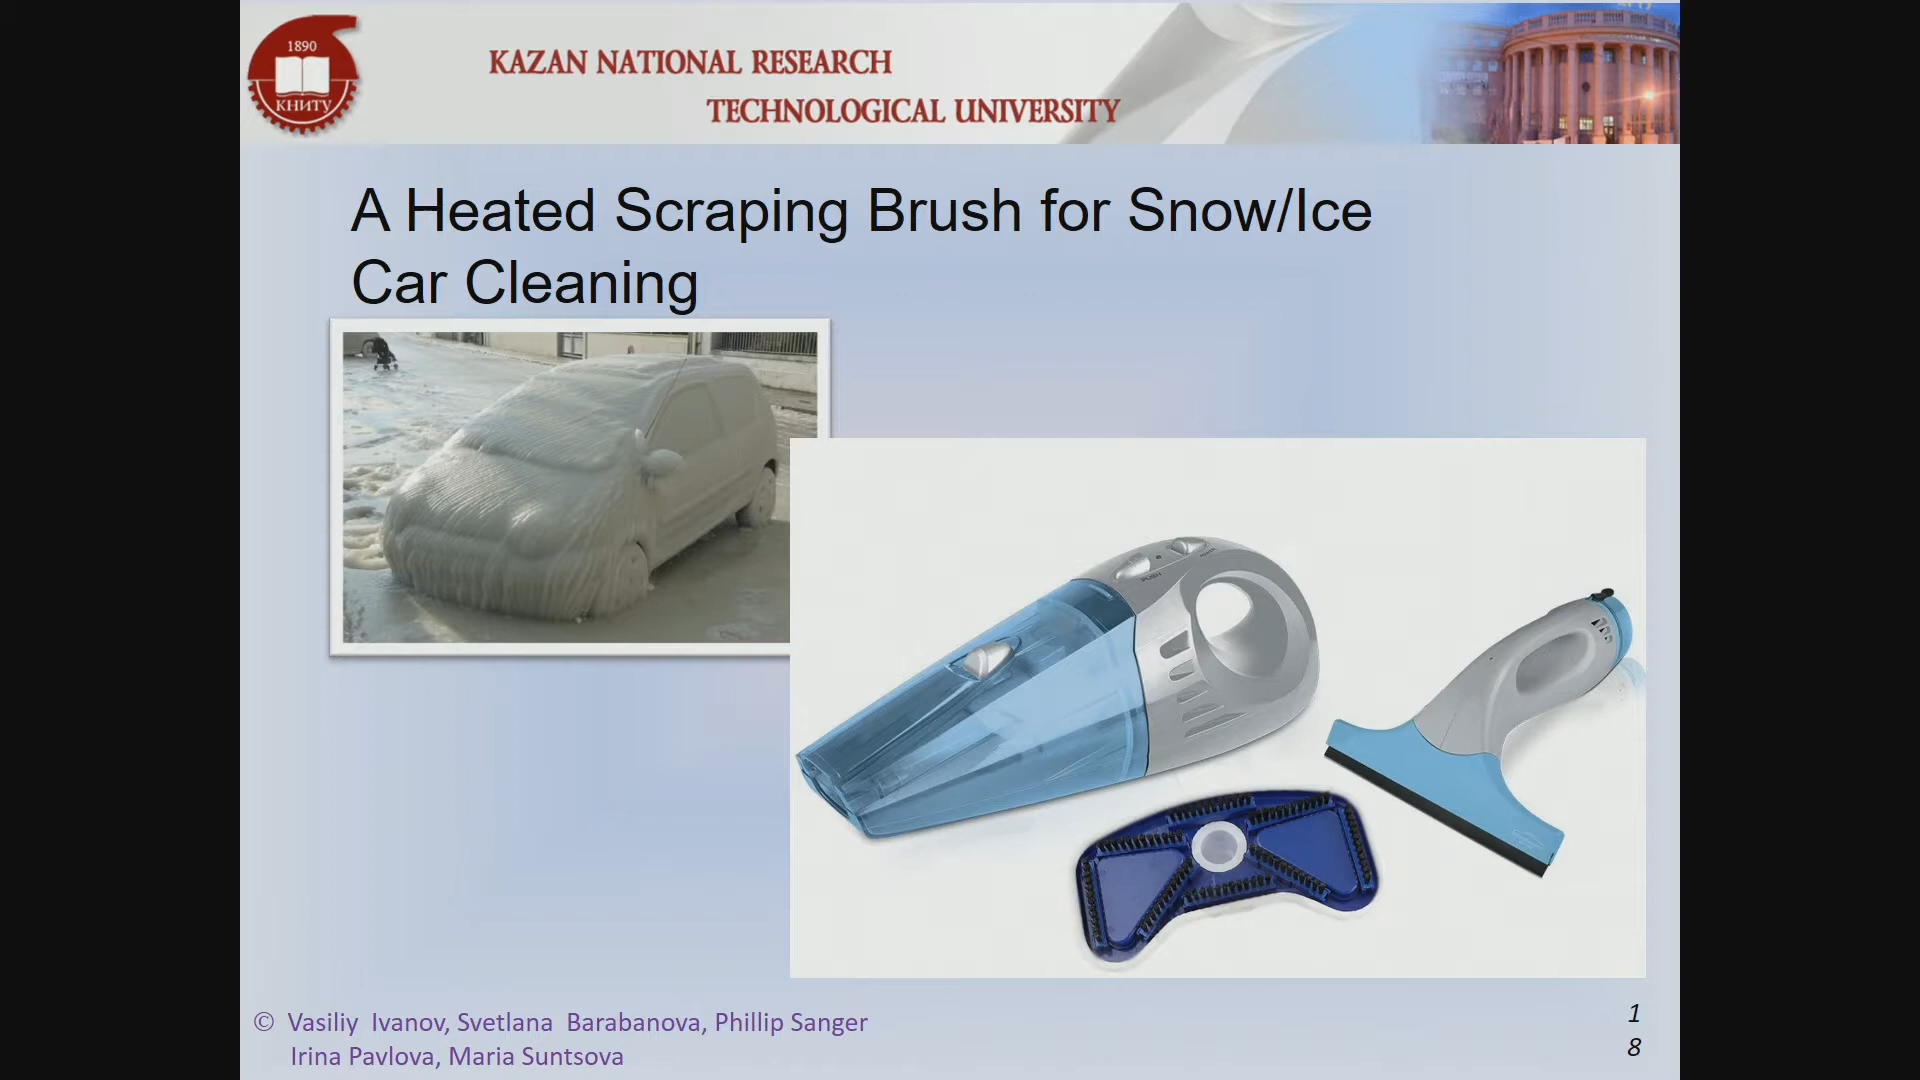 1890
КНИТУ
KAZAN NATIONAL RESEARCH
TECHNOLOGICAL UNIVERSITY
A Heated Scraping Brush for Snow/Ice
Car Cleaning
PUSH
© Vasiliy Ivanov, Svetlana Barabanova, Phillip Sanger
Irina Pavlova, Maria Suntsova
1
8